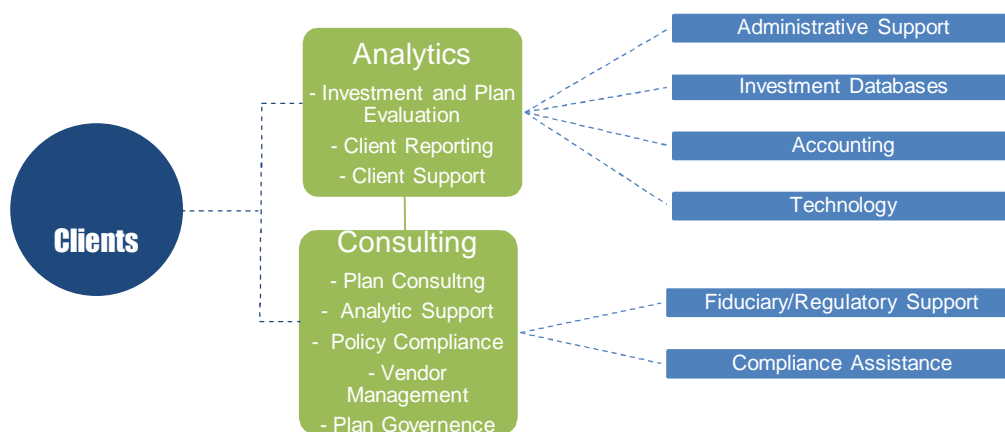 Clients
Analytics
- Investment and Plan
Evaluation
- Client Reporting
- Client Support
Consulting
- Plan Consultng
- Analytic Support
- Policy Compliance
- Vendor
Management
- Plan Governence
Administrative Support
Investment Databases
Accounting
Technology
Fiduciary/Regulatory Support
Compliance Assistance